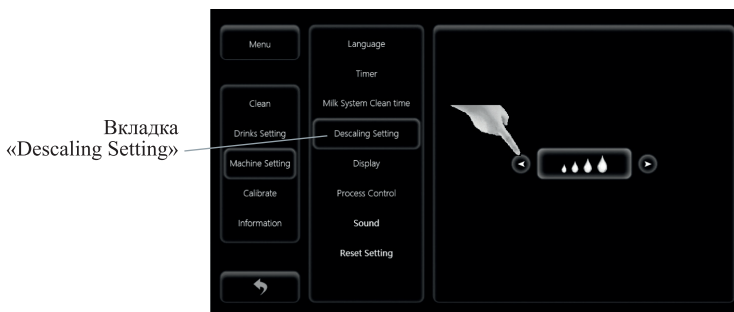 Вкладка
«Descaling Setting»
Menu
Clean
Drinks Setting
Machine Setting
Calibrate
Information
Language
Timer
Milk System Clean time
Descaling Setting
Display
Process Control
Sound
Reset Setting